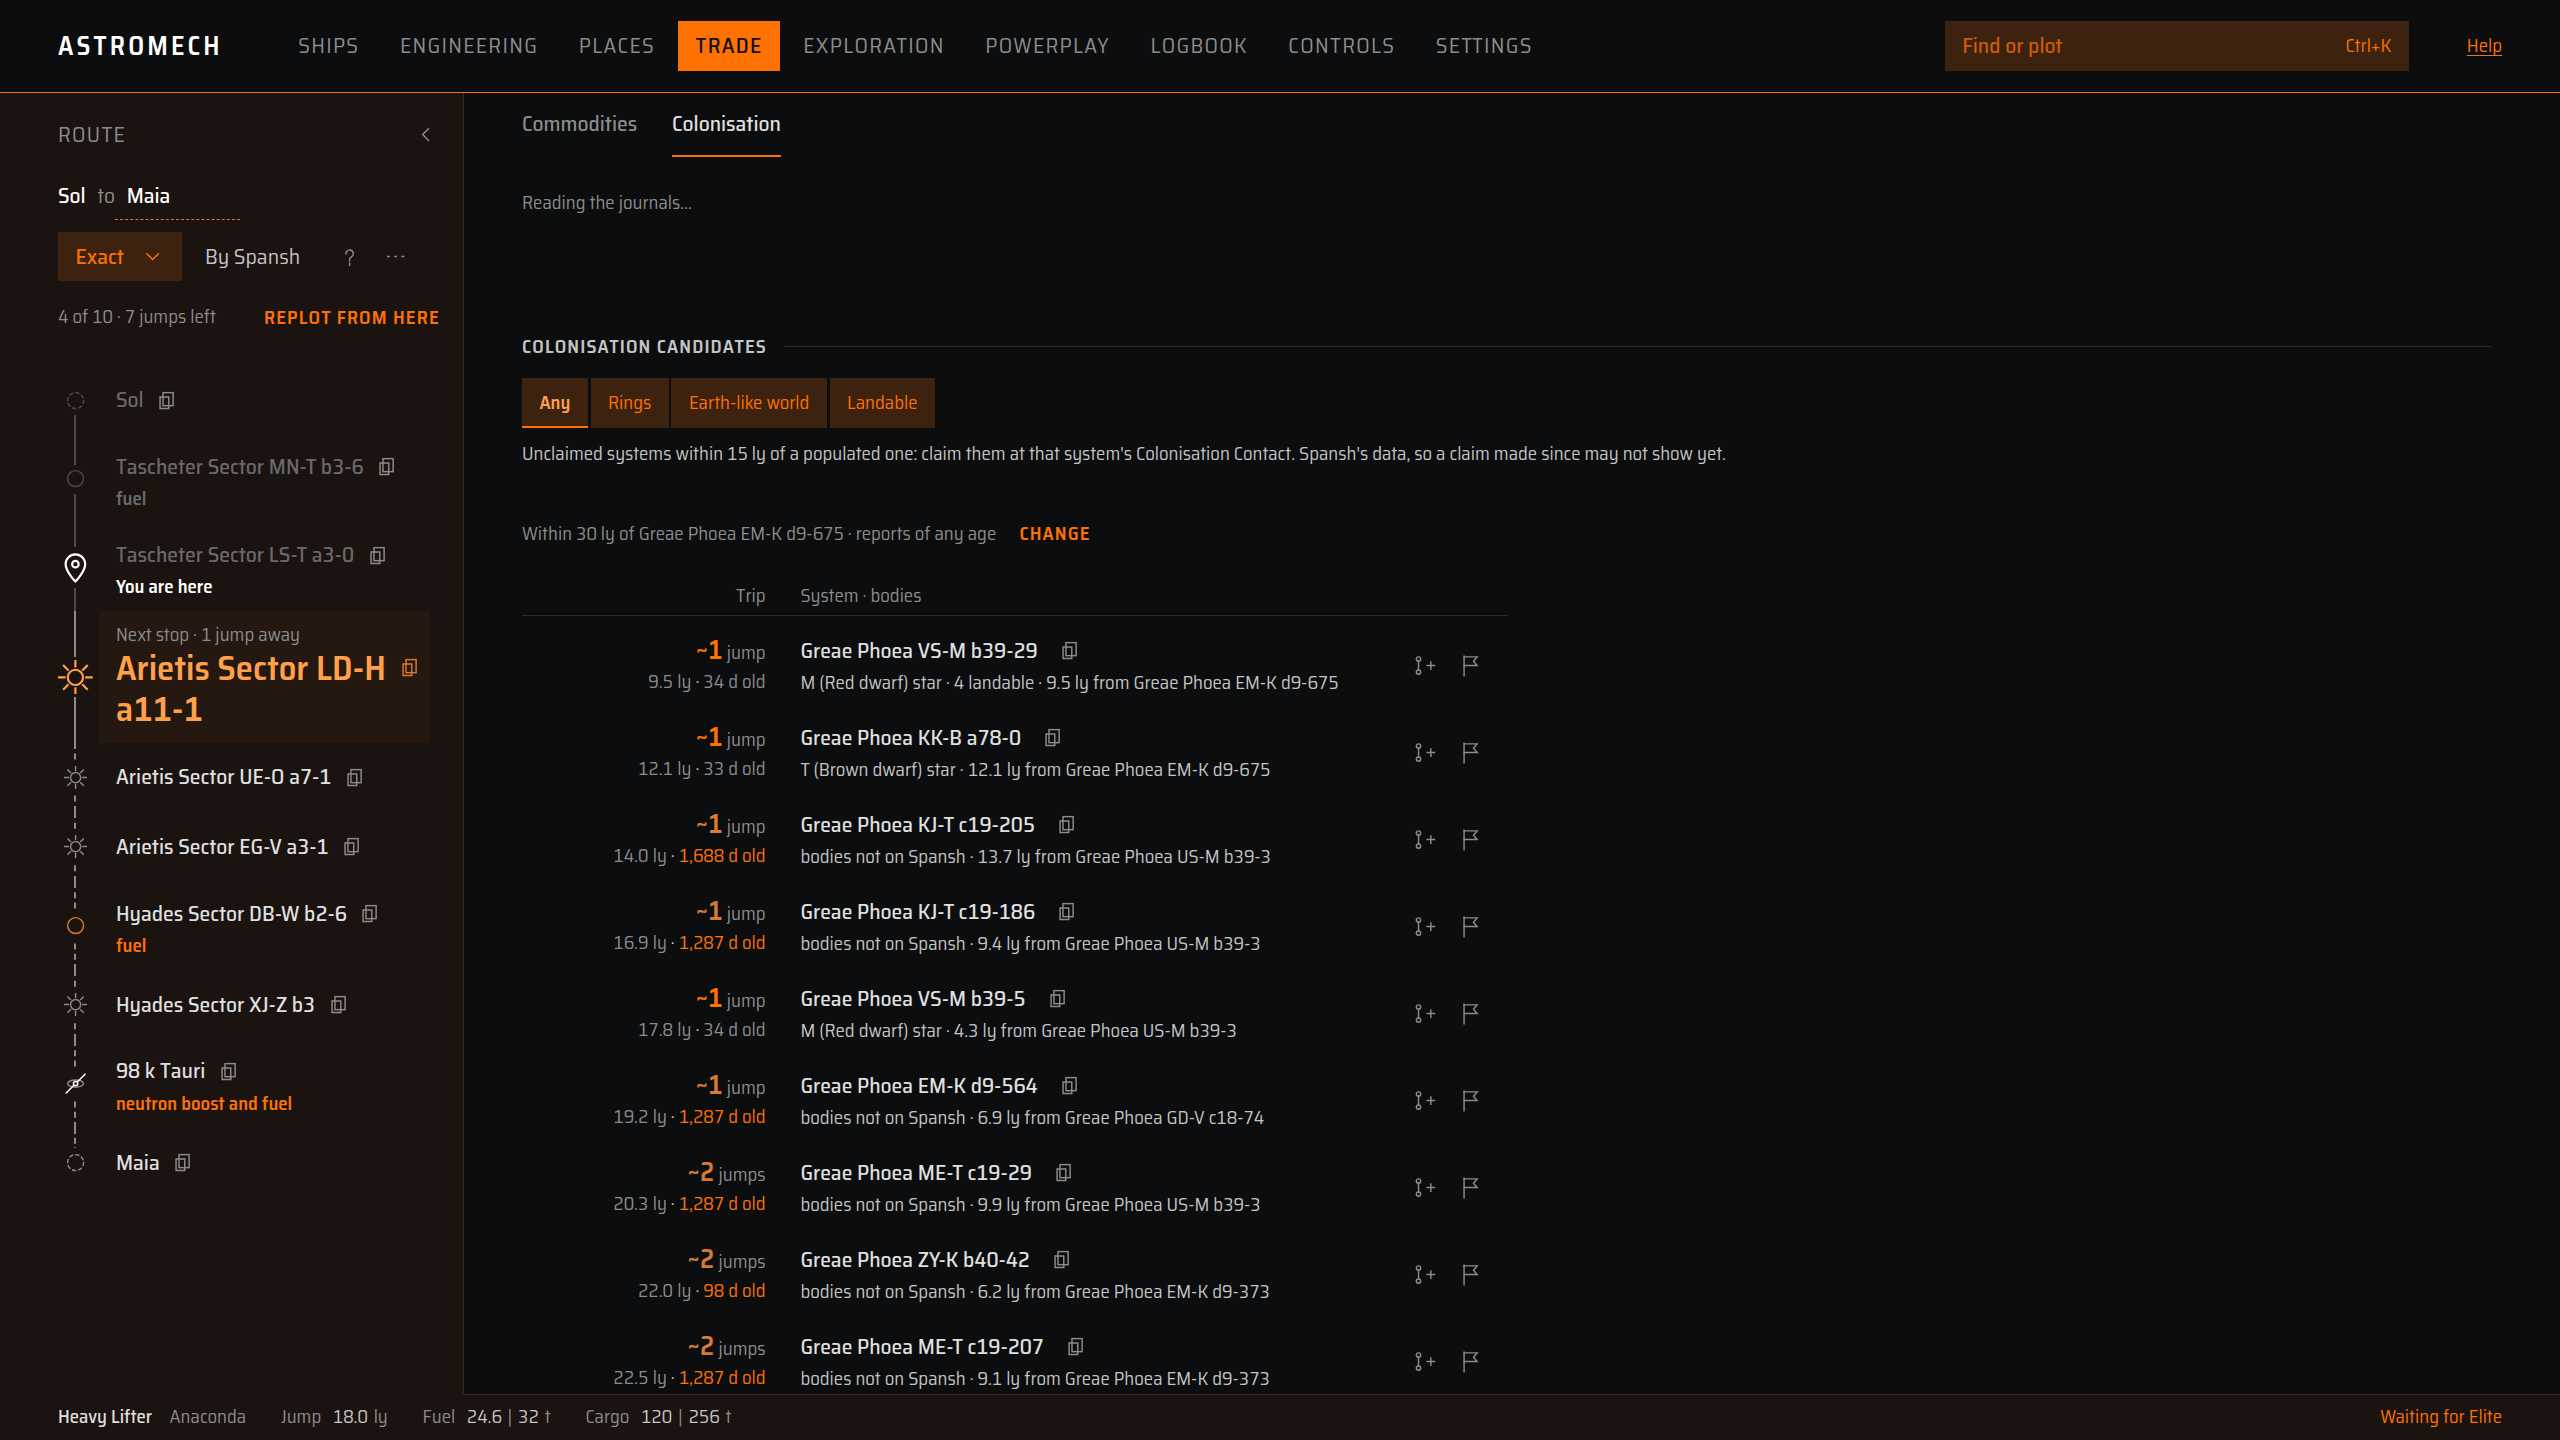 ASTROMECH SHIPS ENGINEERING PLACES TRADE EXPLORATION POWERPLAY LOGBOOK CONTROLS SETTINGS Find or plot Ctrl+K Help
ROUTE
Sol to Maia
Exact By Spansh ? ...
4 of 10 · 7 jumps left REPLOT FROM HERE
Sol
Tascheter Sector MN-T b3-6
fuel
Tascheter Sector LS-T a3-0
You are here
Next stop · 1 jump away
Arietis Sector LD-H
a11-1
Arietis Sector UE-O a7-1
Arietis Sector EG-V a3-1
Hyades Sector DB-W b2-6
fuel
Hyades Sector XJ-Z b3
98 k Tauri
neutron boost and fuel
Maia
Commodities Colonisation
Reading the journals...
COLONISATION CANDIDATES
Any Rings Earth-like world Landable
Unclaimed systems within 15 ly of a populated one: claim them at that system's Colonisation Contact. Spansh's data, so a claim made since may not show yet.
Within 30 ly of Greae Phoea EM-K d9-675 · reports of any age CHANGE
Trip System · bodies
~1 jump Greae Phoea VS-M b39-29
9.5 ly · 34 d old M (Red dwarf) star · 4 landable · 9.5 ly from Greae Phoea EM-K d9-675
~1 jump Greae Phoea KK-B a78-0
12.1 ly · 33 d old T (Brown dwarf) star · 12.1 ly from Greae Phoea EM-K d9-675
~1 jump Greae Phoea KJ-T c19-205
14.0 ly · 1,688 d old bodies not on Spansh · 13.7 ly from Greae Phoea US-M b39-3
~1 jump Greae Phoea KJ-T c19-186
16.9 ly · 1,287 d old bodies not on Spansh · 9.4 ly from Greae Phoea US-M b39-3
~1 jump Greae Phoea VS-M b39-5
17.8 ly · 34 d old M (Red dwarf) star · 4.3 ly from Greae Phoea US-M b39-3
~1 jump Greae Phoea EM-K d9-564
19.2 ly · 1,287 d old bodies not on Spansh · 6.9 ly from Greae Phoea GD-V c18-74
~2 jumps Greae Phoea ME-T c19-29
20.3 ly · 1,287 d old bodies not on Spansh · 9.9 ly from Greae Phoea US-M b39-3
~2 jumps Greae Phoea ZY-K b40-42
22.0 ly · 98 d old bodies not on Spansh · 6.2 ly from Greae Phoea EM-K d9-373
~2 jumps Greae Phoea ME-T c19-207
22.5 ly · 1,287 d old bodies not on Spansh · 9.1 ly from Greae Phoea EM-K d9-373
Heavy Lifter Anaconda Jump 18.0 ly Fuel 24.6 | 32 t Cargo 120 | 256 t Waiting for Elite